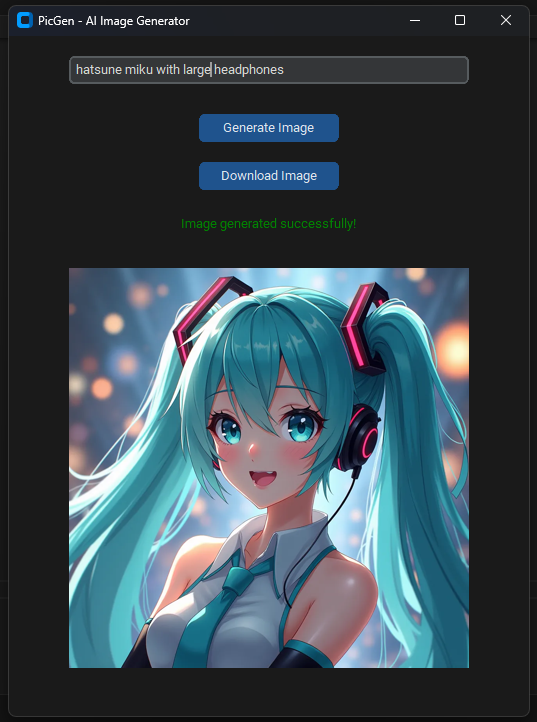 PicGen - AI Image Generator
hatsune miku with large headphones
Generate Image
Download Image
Image generated successfully!